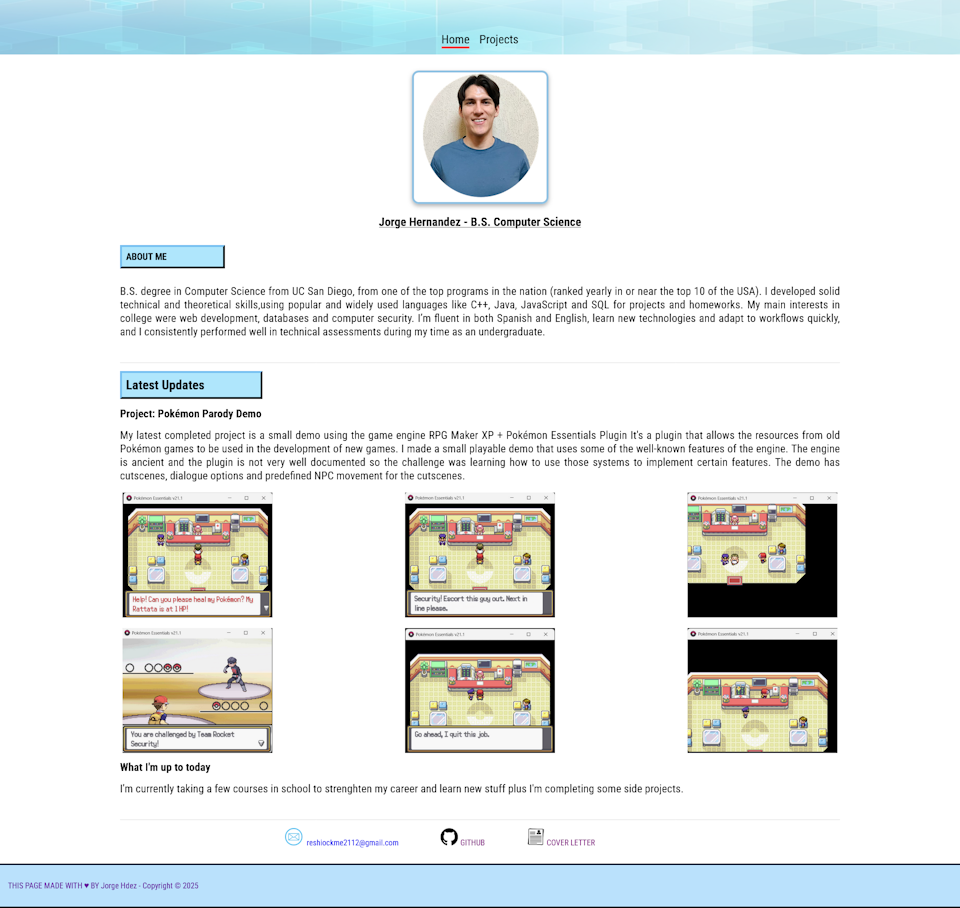 Home Projects
Jorge Hernandez - B.S. Computer Science
ABOUT ME
B.S. degree in Computer Science from UC San Diego, from one of the top programs in the nation (ranked yearly in or near the top 10 of the USA). I developed solid
technical and theoretical skills,using popular and widely used languages like C++, Java, JavaScript and SQL for projects and homeworks. My main interests in
college were web development, databases and computer security. I'm fluent in both Spanish and English, learn new technologies and adapt to workflows quickly,
and I consistently performed well in technical assessments during my time as an undergraduate.
Latest Updates
Project: Pokémon Parody Demo
My latest completed project is a small demo using the game engine RPG Maker XP + Pokémon Essentials Plugin It's a plugin that allows the resources from old
Pokémon games to be used in the development of new games. I made a small playable demo that uses some of the well-known features of the engine. The engine
is ancient and the plugin is not very well documented so the challenge was learning how to use those systems to implement certain features. The demo has
cutscenes, dialogue options and predefined NPC movement for the cutscenes.
Pokémon Essentials v21.1
Help! Can you please heal my Pokémon? My
Rattata is at 1 HP!
Pokémon Essentials v21.1
Security! Escort this guy out. Next in
line please.
Pokémon Essentials v21.1
Pokémon Essentials v21.1
You are challenged by Team Rocket
Security!
Pokémon Essentials v21.1
Go ahead, I quit this job.
Pokémon Essentials v21.1
What I'm up to today
I'm currently taking a few courses in school to strenghten my career and learn new stuff plus I'm completing some side projects.
reshiockme2112@gmail.com GITHUB COVER LETTER
THIS PAGE MADE WITH ♥ BY Jorge Hdez - Copyright © 2025